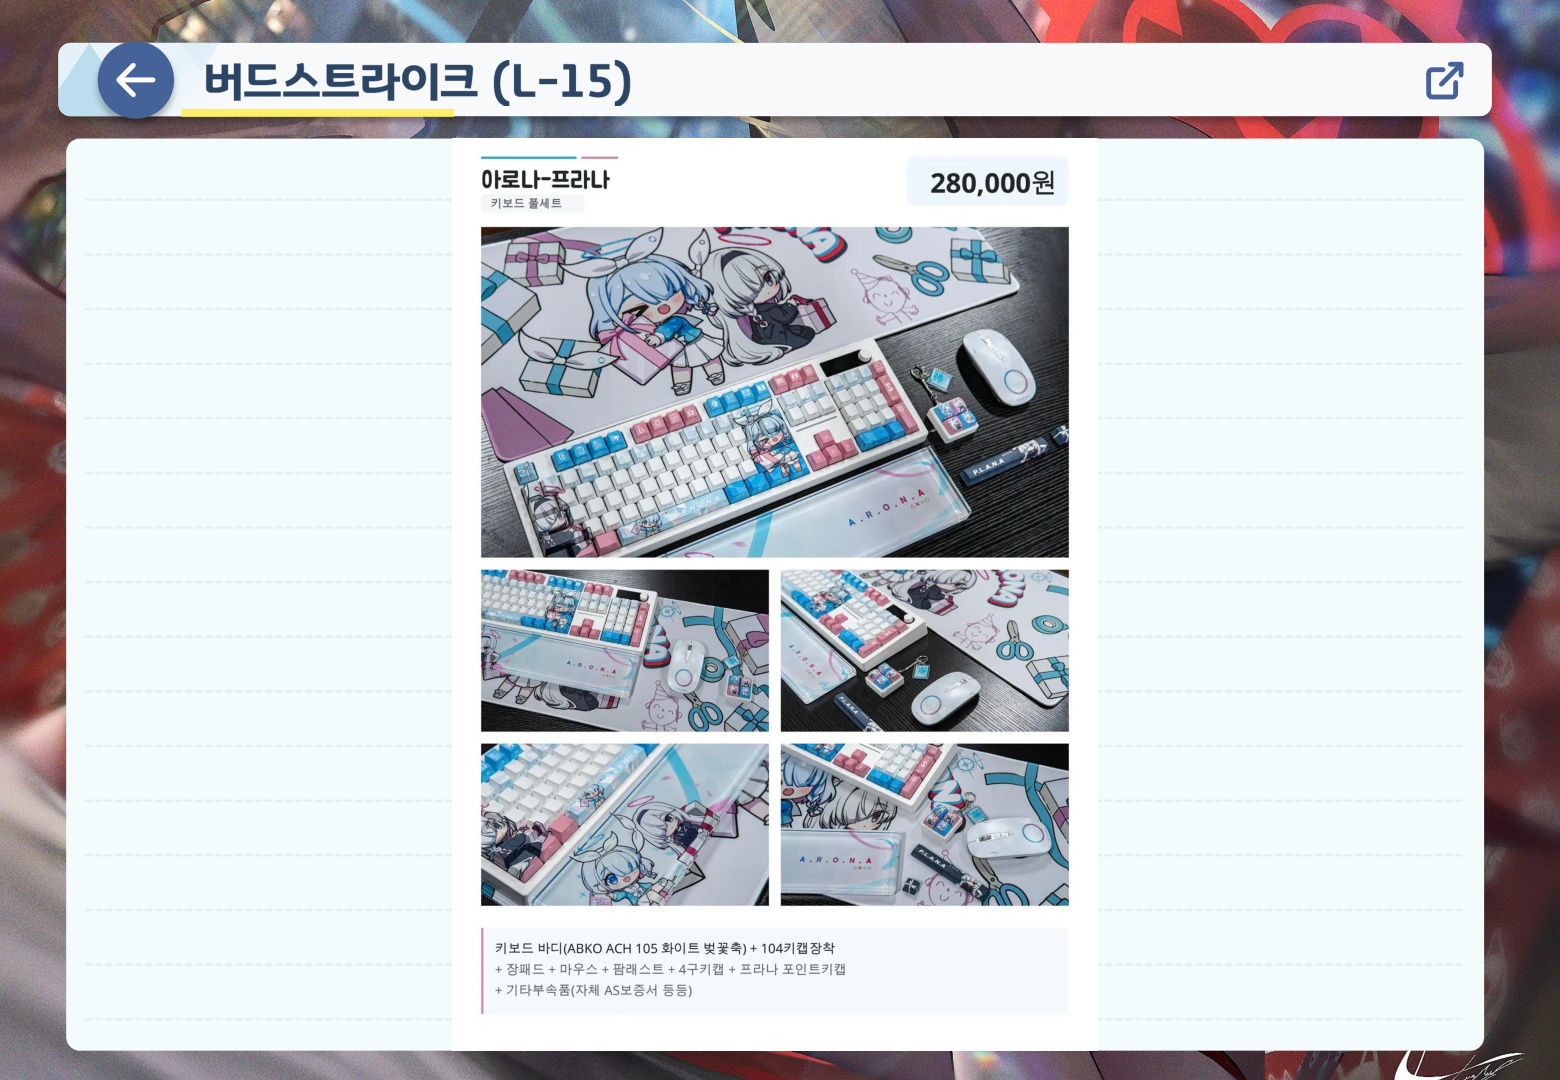 버드스트라이크 (L-15)
아로나-프라나
키보드 풀세트
280,000원
A.R.O.N.A
P.L.A.N.A
A.R.O.N.A
P.L.A.N.A
A.R.O.N.A
P.L.A.N.A
키보드 바디(ABKO ACH 105 화이트 벚꽃축) + 104키캡장착
+ 장패드 + 마우스 + 팜래스트 + 4구키캡 + 프라나 포인트키캡
+ 기타부속품(자체 AS보증서 등등)